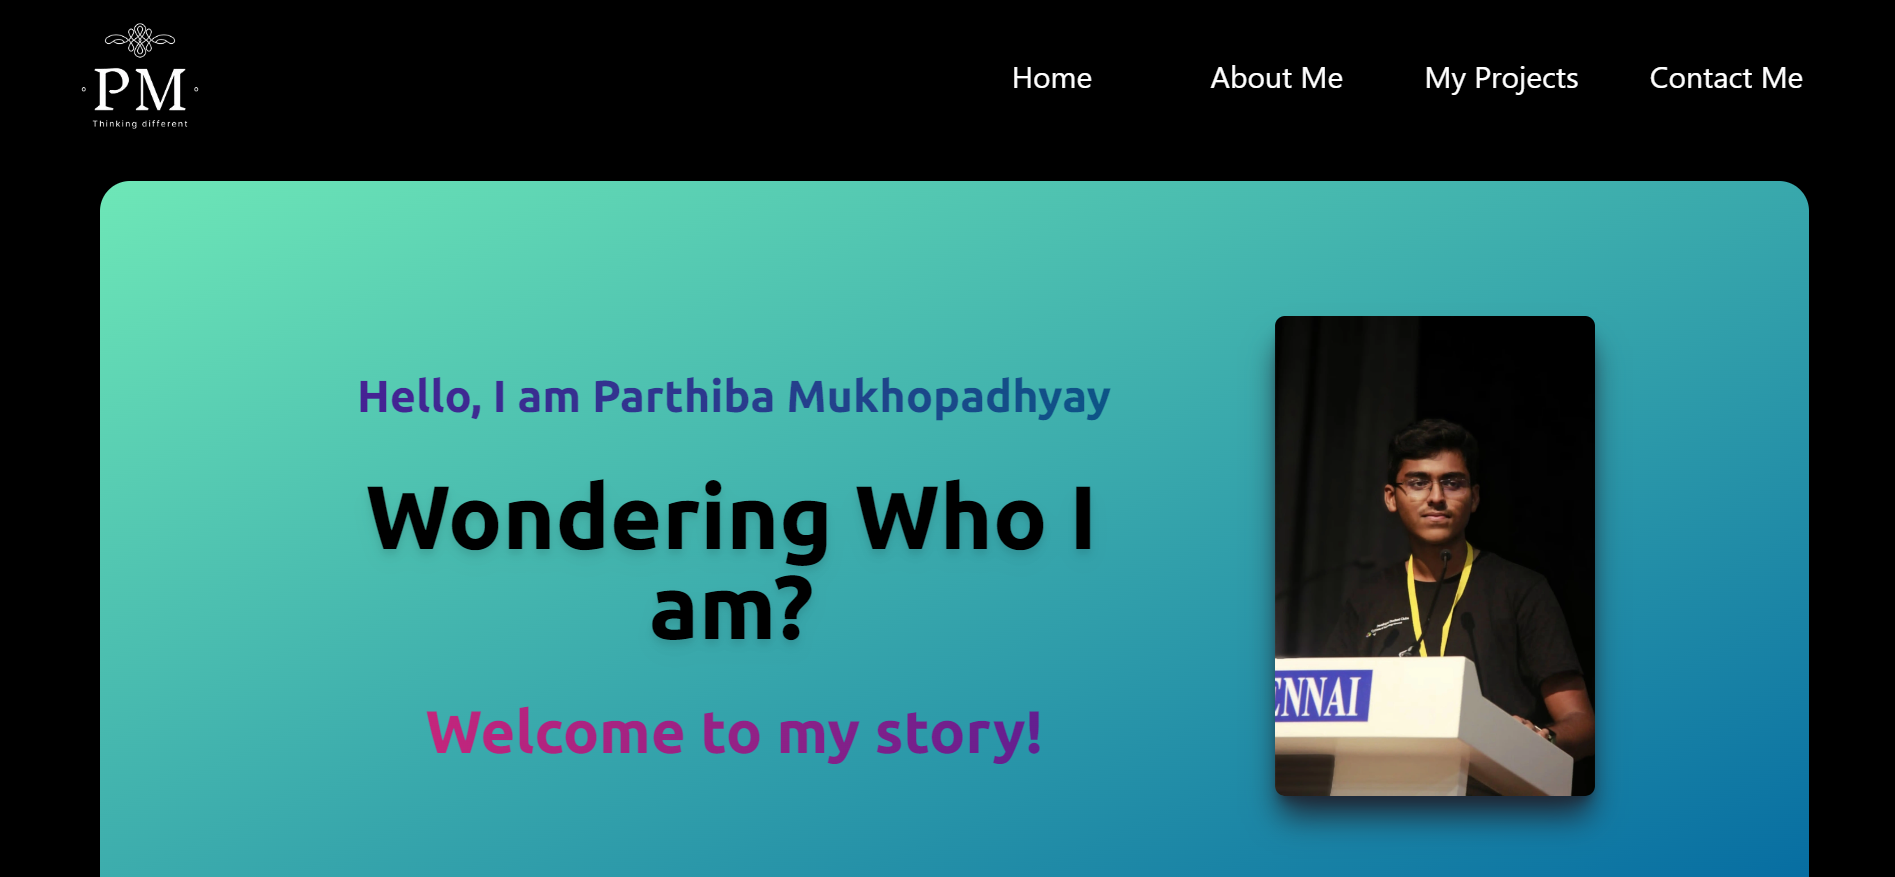 PM
Thinking different
Home
About Me
My Projects
Contact Me
Hello, I am Parthiba Mukhopadhyay
Wondering Who I
am?
Welcome to my story!
ENNAI